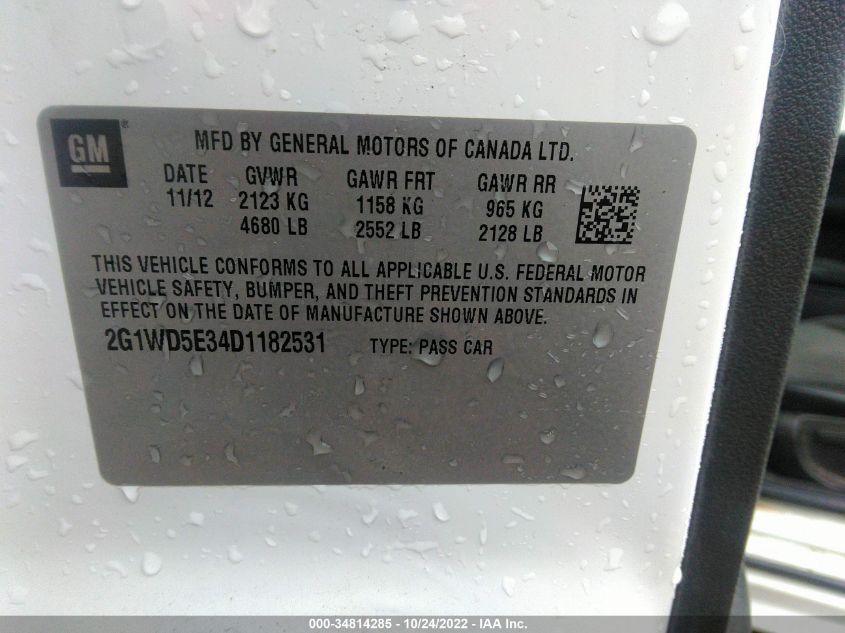 GM®
MFD BY GENERAL MOTORS OF CANADA LTD.
DATE GVWR GAWR FRT GAWR RR
11/12 2123 KG 1158 KG 965 KG
4680 LB 2552 LB 2128 LB
THIS VEHICLE CONFORMS TO ALL APPLICABLE U.S. FEDERAL MOTOR
VEHICLE SAFETY, BUMPER, AND THEFT PREVENTION STANDARDS IN
EFFECT ON THE DATE OF MANUFACTURE SHOWN ABOVE.
2G1WD5E34D1182531 TYPE: PASS CAR
000-34814285 - 10/24/2022 - IAA Inc.